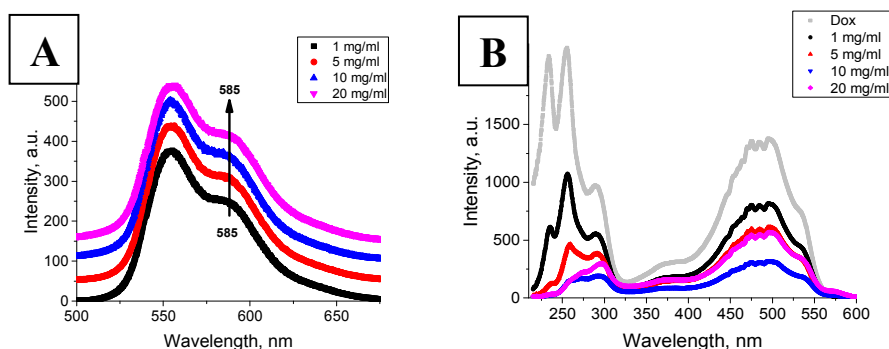 A
1 mg/ml
5 mg/ml
10 mg/ml
20 mg/ml
585
585
500
400
300
200
100
0
Intensity, a.u.
500
550
600
650
Wavelength, nm
B
Dox
1 mg/ml
5 mg/ml
10 mg/ml
20 mg/ml
1500
1000
500
0
Intensity, a.u.
250
300
350
400
450
500
550
600
Wavelength, nm